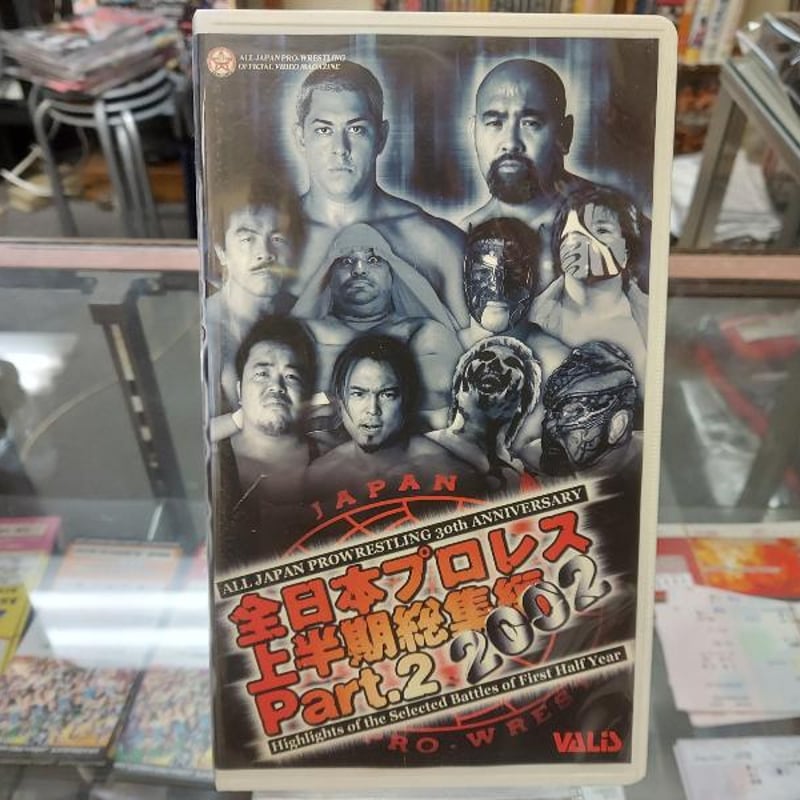 ALL JAPAN PRO-WRESTLING
OFFICIAL VIDEO MAGAZINE
JAPAN
ALL JAPAN PROWRESTLING 30th ANNIVERSARY
全日本プロレス
上半期総集編
Part.2 2002
Highlights of the Selected Battles of First Half Year
PRO-WRES
VALiS